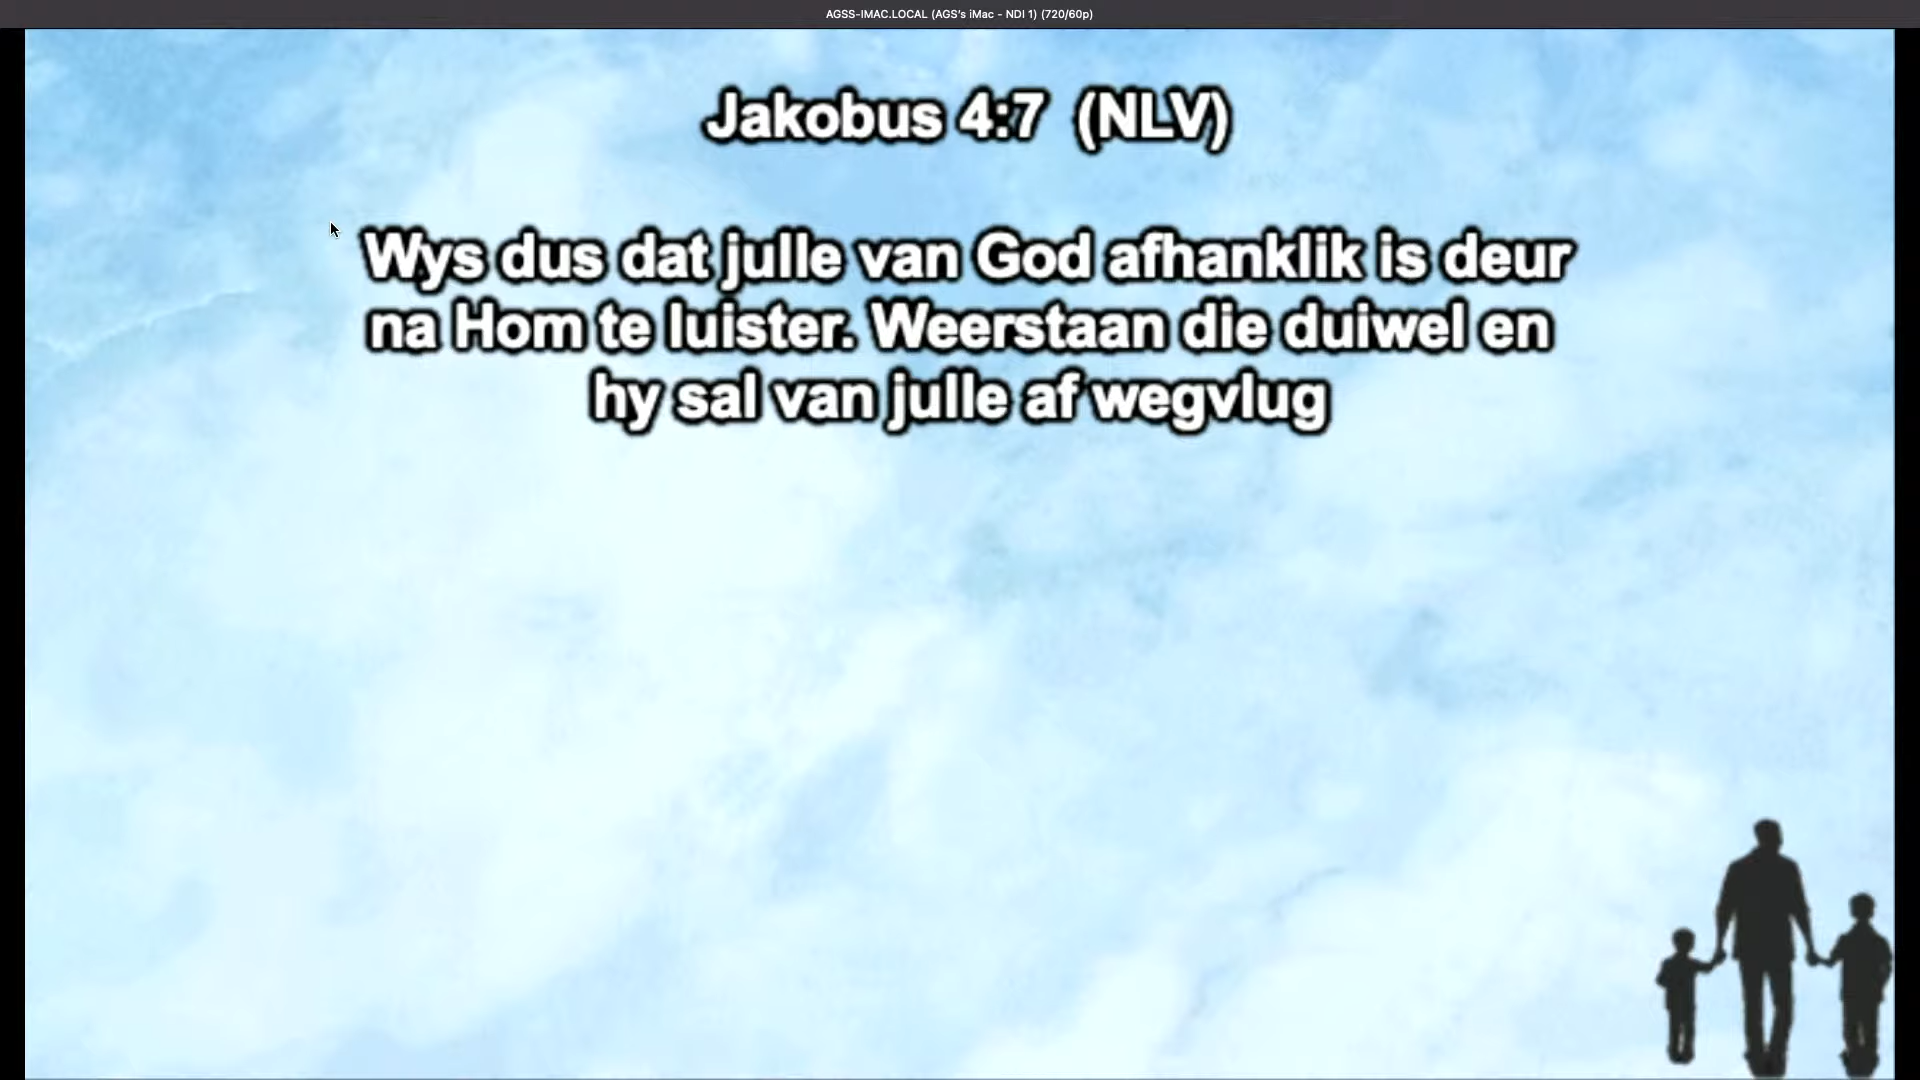 AGSS-IMAC.LOCAL (AGS's iMac - NDI 1) (720/60p)
Jakobus 4:7 (NLV)
Wys dus dat julle van God afhanklik is deur
na Hom te luister. Weerstaan die duiwel en
hy sal van julle af wegvlug